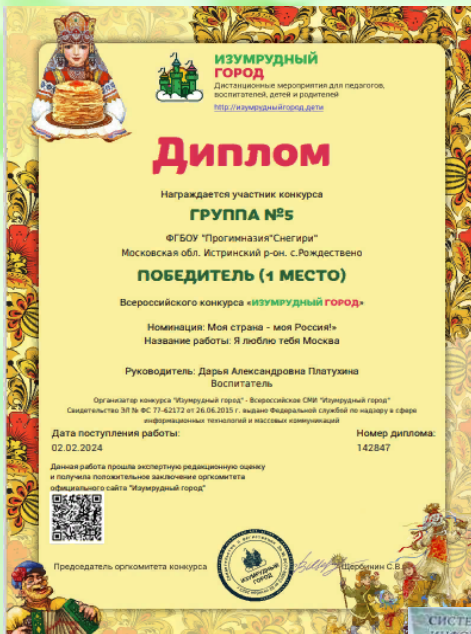 ИЗУМРУДНЫЙ
ГОРОД
Дистанционные мероприятия для педагогов,
воспитателей, детей и родителей
http://изумрудныйгород.дети
Диплом
Награждается участник конкурса
ГРУППА №5
ФГБОУ "Прогимназия"Снегири"
Московская обл. Истринский р-он. с.Рождествено
ПОБЕДИТЕЛЬ (1 МЕСТО)
Всероссийского конкурса «ИЗУМРУДНЫЙ ГОРОД»
Номинация: Моя страна - моя Россия!»
Название работы: Я люблю тебя Москва
Руководитель: Дарья Александровна Платухина
Воспитатель
Организатор конкурса "Изумрудный город" - Всероссийское СМИ "Изумрудный город"
Свидетельство ЭЛ № ФС 77-62172 от 26.06.2015 г. выдано Федеральной службой по надзору в сфере
информационных технологий и массовых коммуникаций
Дата поступления работы:
Номер диплома:
02.02.2024
142847
Данная работа прошла экспертную редакционную оценку
и получила положительное заключение оргкомитета
официального сайта "Изумрудный город"
Председатель оргкомитета конкурса
ИЗУМРУДНЫЙ
ГОРОД
Щербинин С.В.
СИСТЕ